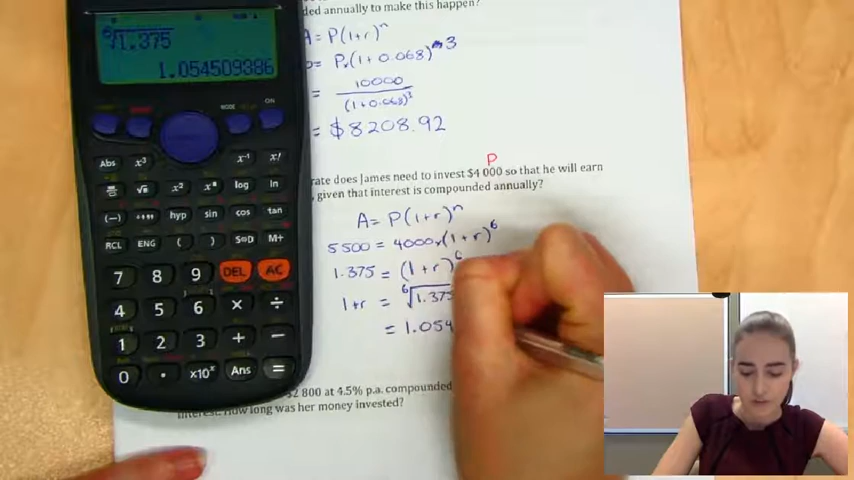 ded annually to make this happen?
A = P(1+r)^n
P×(1+0.068)^3
= 10000/(1+0.068)^3
= $8208.92
P
rate does James need to invest $4 000 so that he will earn
, given that interest is compounded annually?
A = P(1+r)^n
5500 = 4000×(1+r)^6
1.375 = (1+r)^6
1+r = ⁶√1.375
= 1.054
$2 800 at 4.5% p.a. compounded
interest. How long was her money invested?
⁶√1.375
1.054509386
MODE ON
Abs x³ x⁻¹ x!
√ x² xⁿ log ln
(−) °'" hyp sin cos tan
RCL ENG ( ) S⇔D M+
7 8 9 DEL AC
4 5 6 × ÷
1 2 3 + −
0 . ×10ˣ Ans =